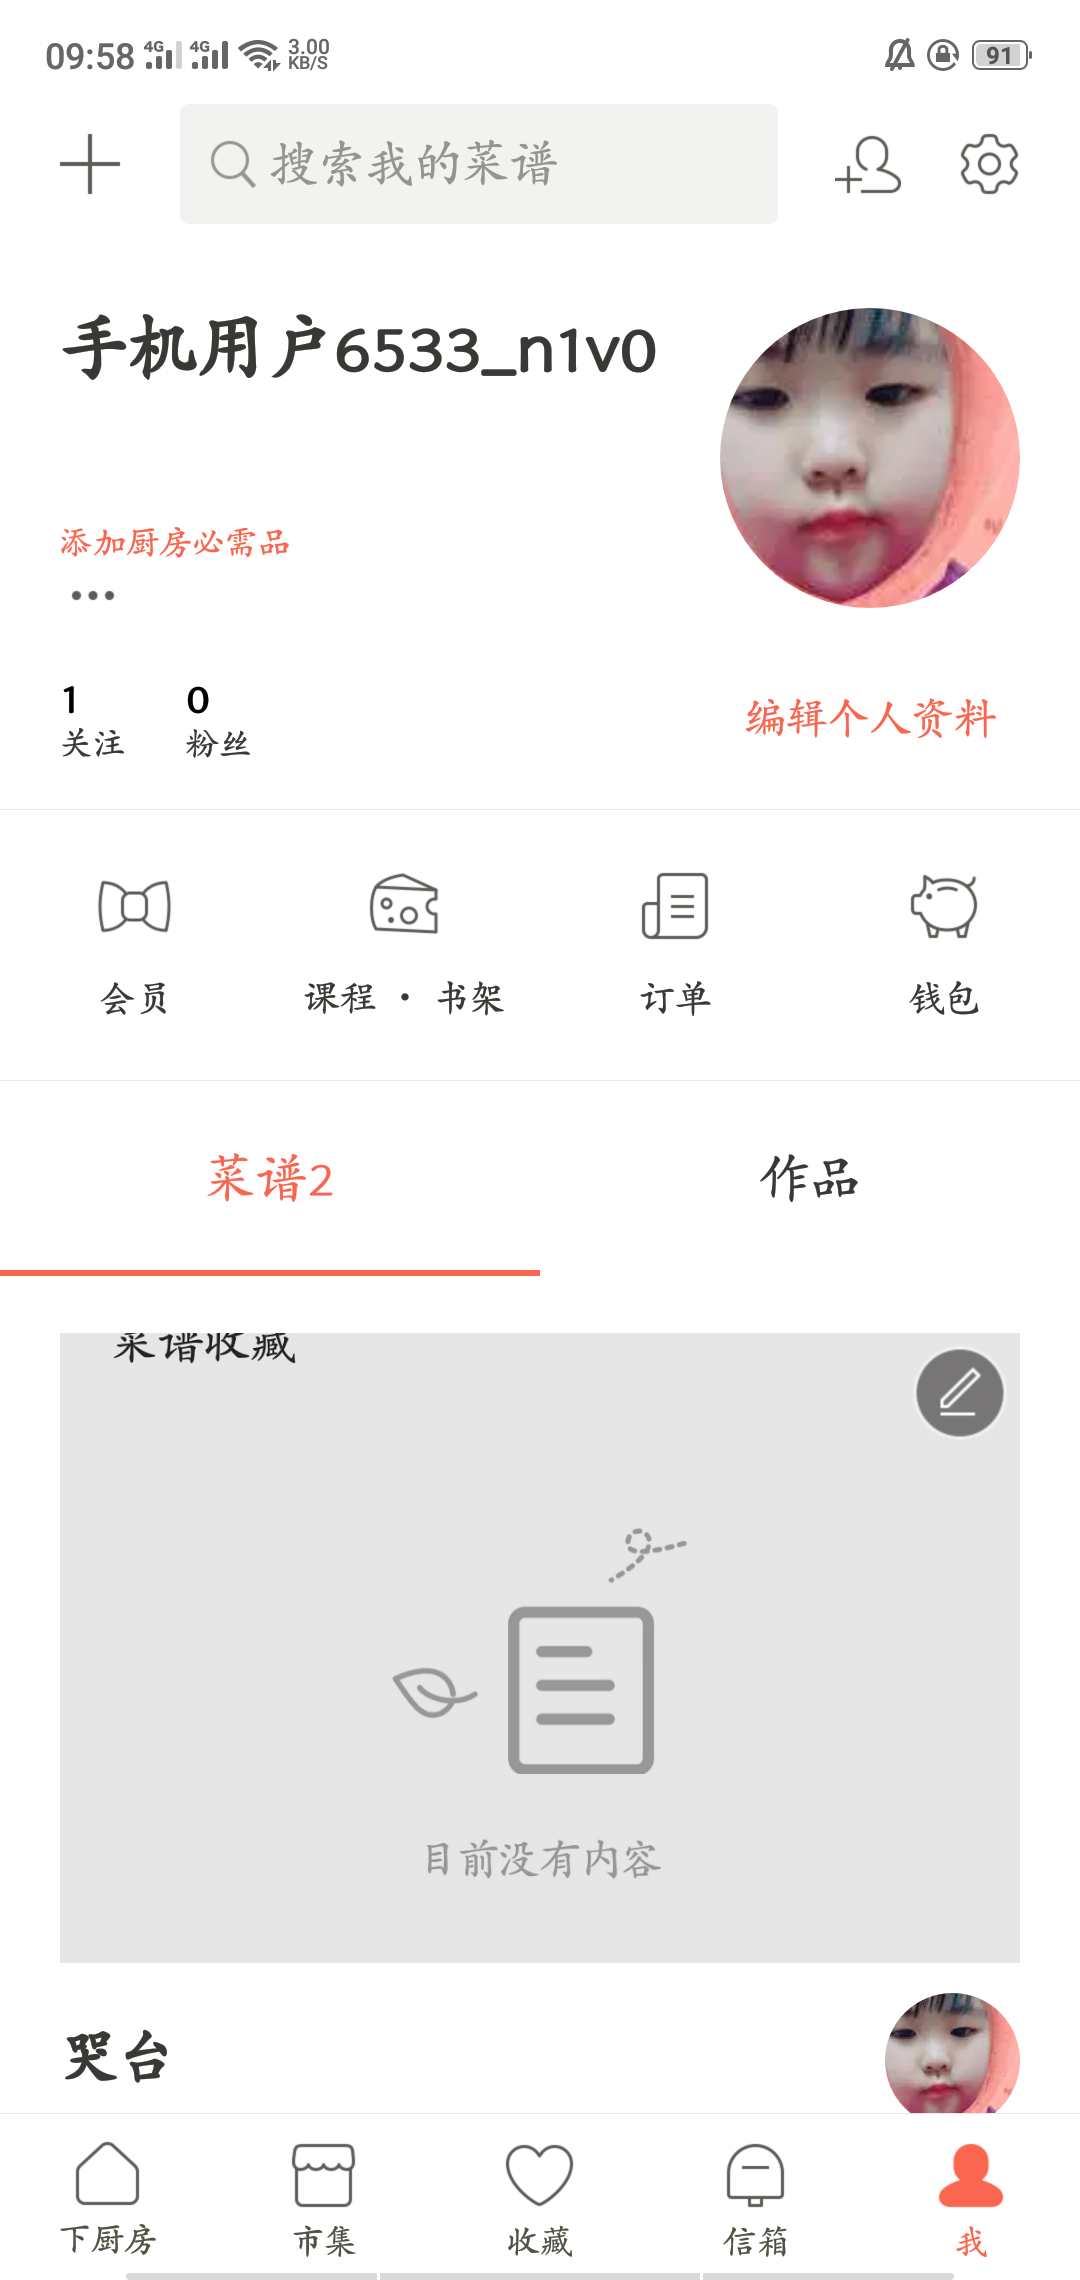 09:58 4G 4G 3.00 KB/S 91
搜索我的菜谱
手机用户6533_n1v0
添加厨房必需品
•••
1 0
关注 粉丝
编辑个人资料
会员 课程 · 书架 订单 钱包
菜谱2 作品
菜谱收藏
目前没有内容
哭台
下厨房 市集 收藏 信箱 我